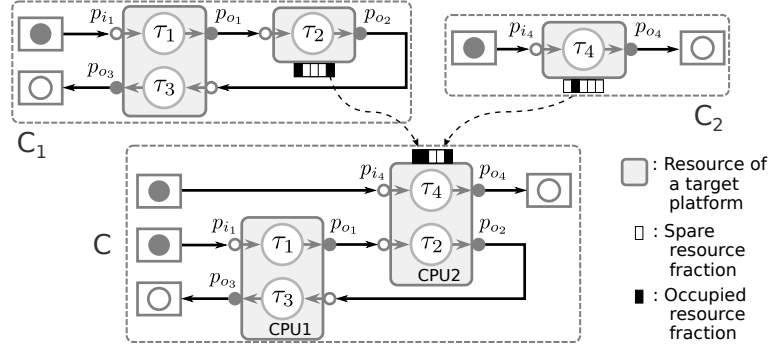 p_{i_1} τ_1 p_{o_1} τ_2 p_{o_2}
p_{o_3} τ_3
C_1
p_{i_4} τ_4 p_{o_4}
C_2
p_{i_4} τ_4 p_{o_4}
C
p_{i_1} τ_1 p_{o_1} τ_2 p_{o_2}
CPU2
p_{o_3} τ_3
CPU1
: Resource of
a target
platform
: Spare
resource
fraction
: Occupied
resource
fraction